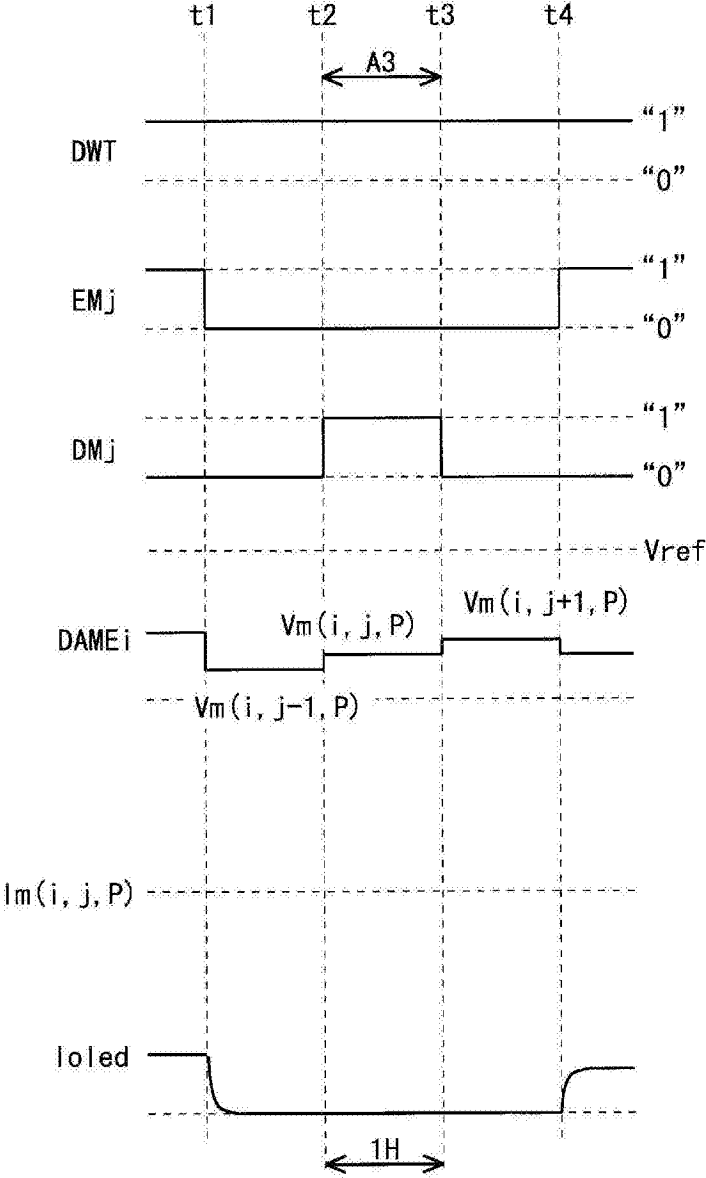 t1 t2 t3 t4
A3
“1”
DWT
“0”
“1”
EMj
“0”
“1”
DMj
“0”
Vref
Vm(i,j+1,P)
Vm(i,j,P)
DAMEi
Vm(i,j-1,P)
Im(i,j,P)
Ioled
1H